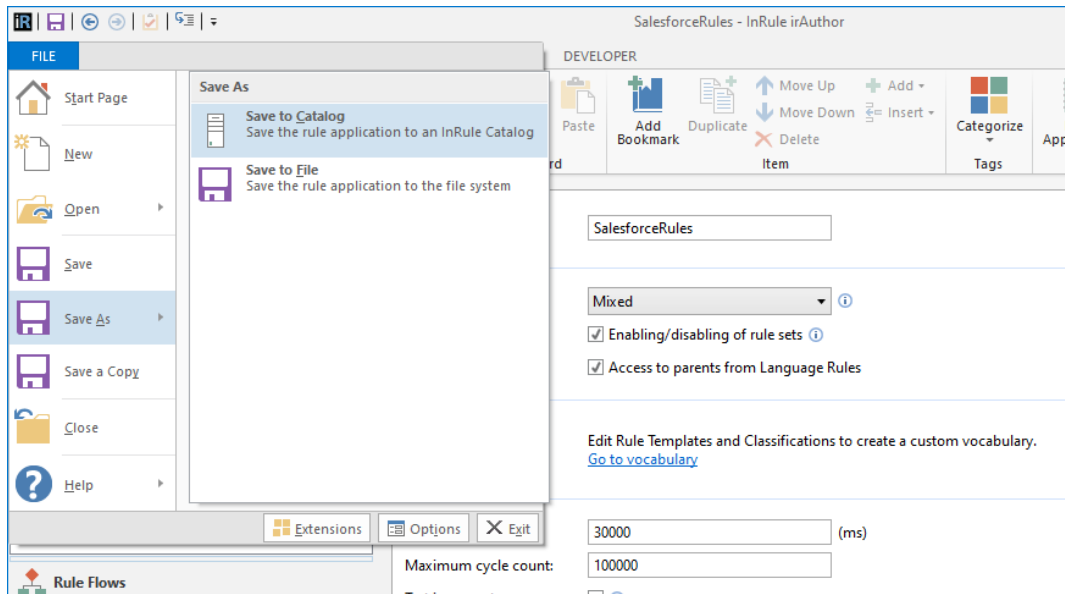 iR
SalesforceRules - InRule irAuthor
FILE
DEVELOPER
Start Page
New
Open
Save
Save As
Save a Copy
Close
Help
Save As
Save to Catalog
Save the rule application to an InRule Catalog
Save to File
Save the rule application to the file system
Extensions
Options
Exit
Paste
Add
Bookmark
Duplicate
Move Up
Move Down
Delete
Add
Insert
Item
Categorize
Tags
App
rd
SalesforceRules
Mixed
Enabling/disabling of rule sets
Access to parents from Language Rules
Edit Rule Templates and Classifications to create a custom vocabulary.
Go to vocabulary
30000 (ms)
Maximum cycle count: 100000
Rule Flows